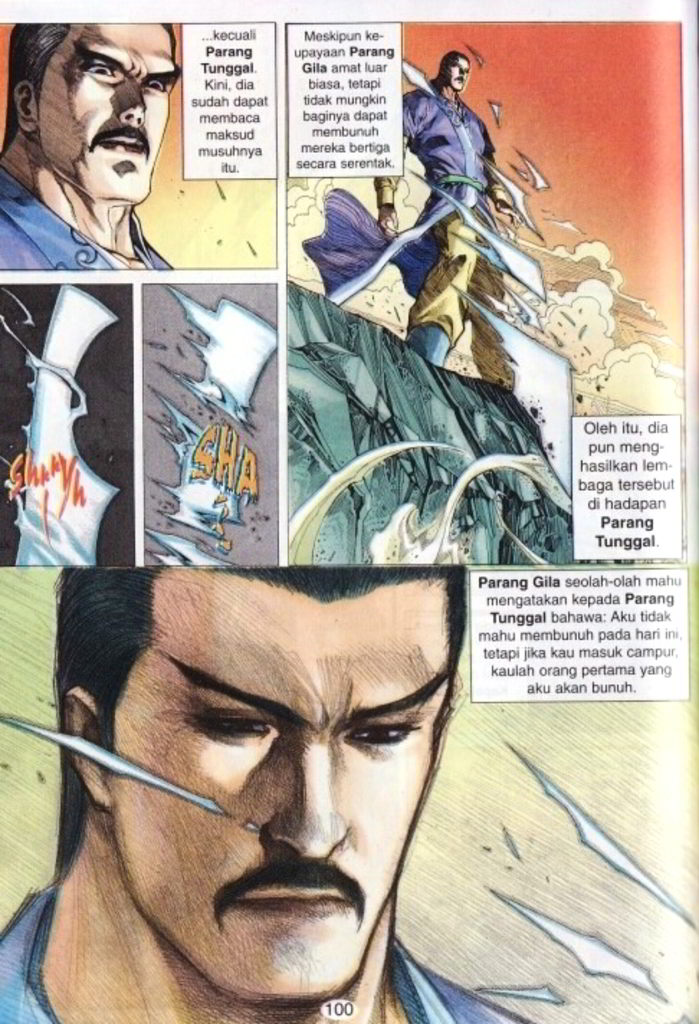 ...kecuali
Parang
Tunggal.
Kini, dia
sudah dapat
membaca
maksud
musuhnya
itu.
Meskipun ke-
upayaan Parang
Gila amat luar
biasa, tetapi
tidak mungkin
baginya dapat
membunuh
mereka bertiga
secara serentak.
SHAAYH
SHA
Oleh itu, dia
pun meng-
hasilkan lem-
baga tersebut
di hadapan
Parang
Tunggal.
Parang Gila seolah-olah mahu
mengatakan kepada Parang
Tunggal bahawa: Aku tidak
mahu membunuh pada hari ini,
tetapi jika kau masuk campur,
kaulah orang pertama yang
aku akan bunuh.
100